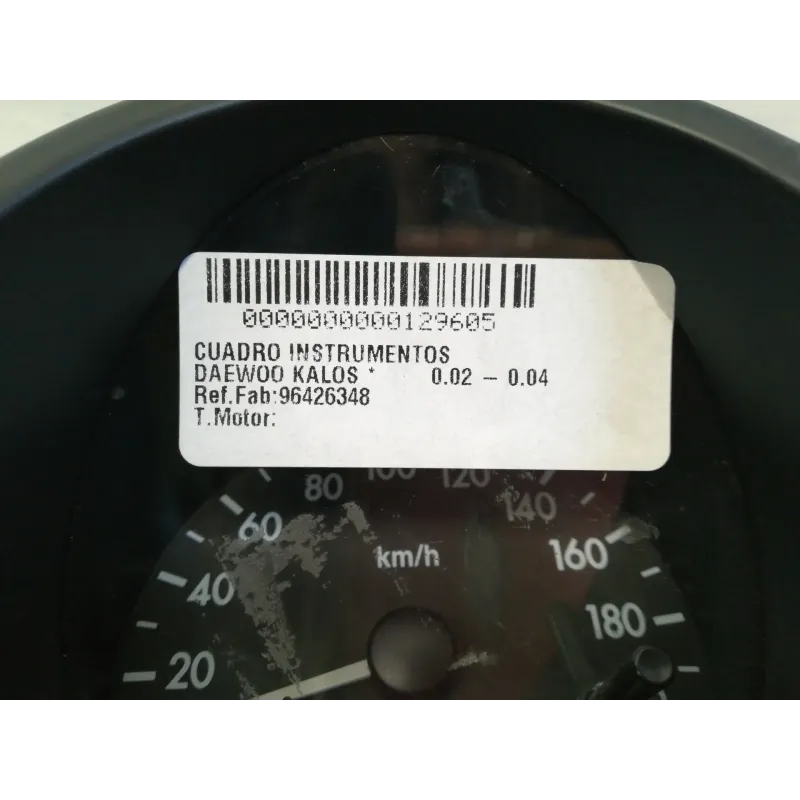 0000000000129605
CUADRO INSTRUMENTOS
DAEWOO KALOS * 0.02 - 0.04
Ref.Fab:96426348
T.Motor:
20
40
60
80
100
120
140
160
180
km/h